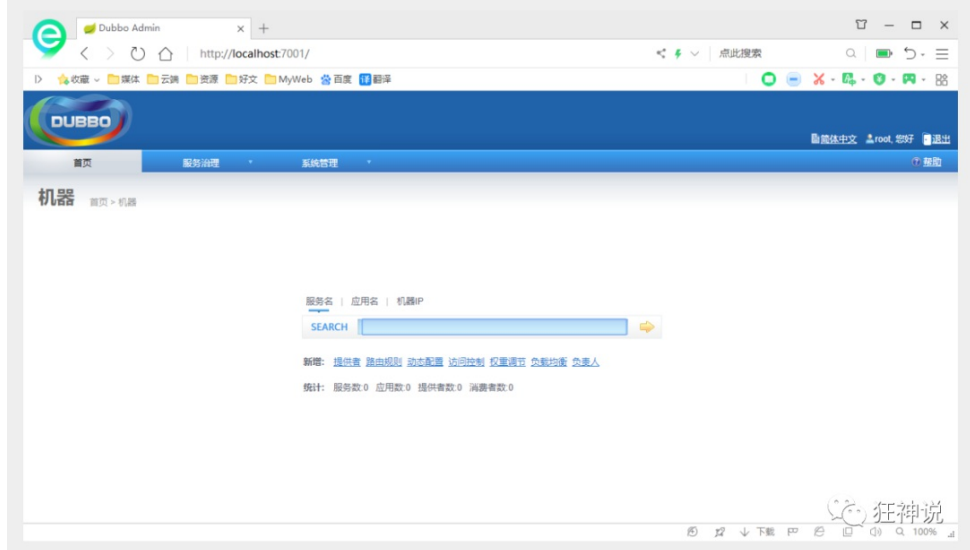 Dubbo Admin
http://localhost:7001/
点此搜索
收藏 媒体 云端 资源 好文 MyWeb 百度 译 翻译
DUBBO
简体中文 root, 您好 退出
首页 服务治理 系统管理 帮助
机器 首页 > 机器
服务名 | 应用名 | 机器IP
SEARCH
新增: 提供者 路由规则 动态配置 访问控制 权重调节 负载均衡 负责人
统计: 服务数:0 应用数:0 提供者数:0 消费者数:0
狂神说
下载 100%